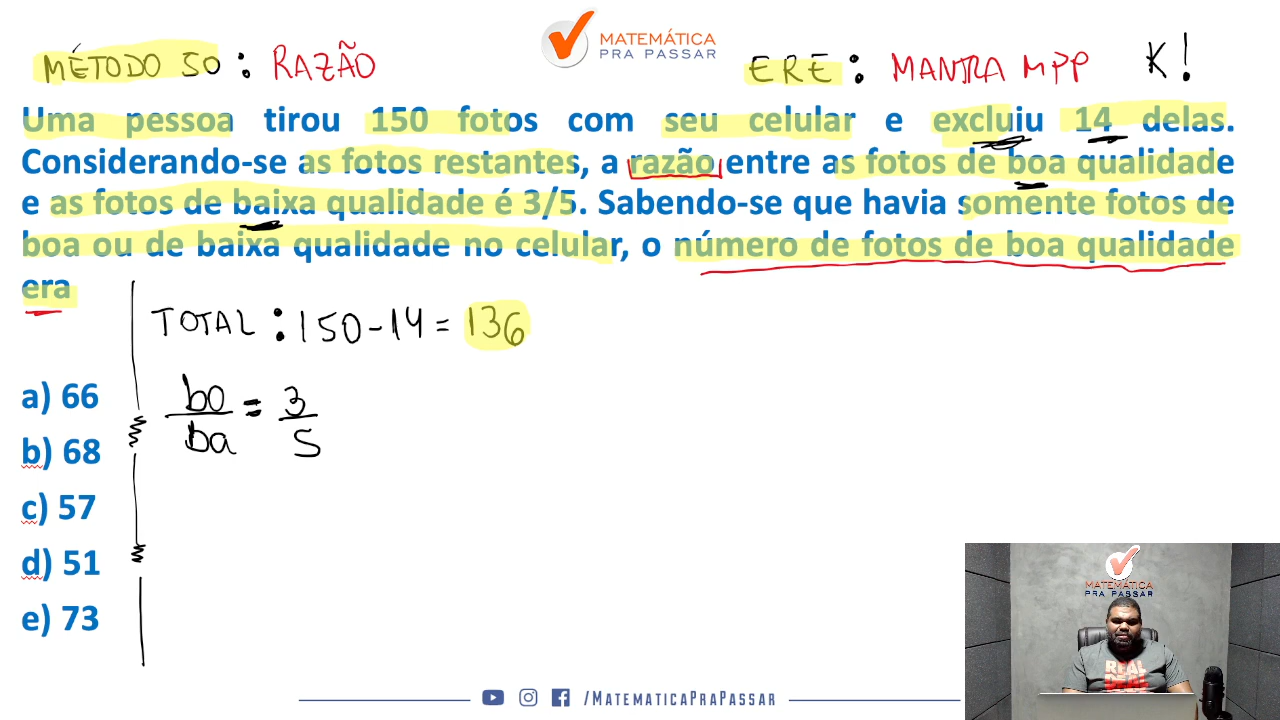 MATEMÁTICA
PRA PASSAR
MÉTODO SO : RAZÃO
ERE : MANTRA MPP K!
Uma pessoa tirou 150 fotos com seu celular e excluiu 14 delas.
Considerando-se as fotos restantes, a razão entre as fotos de boa qualidade
e as fotos de baixa qualidade é 3/5. Sabendo-se que havia somente fotos de
boa ou de baixa qualidade no celular, o número de fotos de boa qualidade
era
TOTAL : 150 - 14 = 136
bo/ba = 3/5
a) 66
b) 68
c) 57
d) 51
e) 73
MATEMÁTICA
PRA PASSAR
REAL
DEAL
/MATEMATICAPRAPASSAR